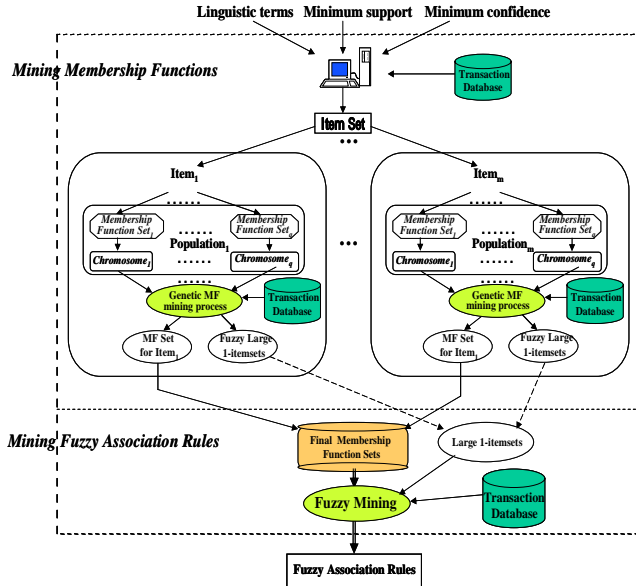 Linguistic terms Minimum support Minimum confidence
Mining Membership Functions
Transaction
Database
Item Set
...
Item1
Itemm
......
......
Membership
Function Set1
......
Membership
Function Setq
Membership
Function Set1
......
Membership
Function Setq
Population1
...
Populationm
Chromosome1
......
Chromosomeq
Chromosome1
......
Chromosomeq
......
......
Genetic MF
mining process
Transaction
Database
Genetic MF
mining process
Transaction
Database
MF Set
for Item1
Fuzzy Large
1-itemsets
MF Set
for Item1
Fuzzy Large
1-itemsets
Mining Fuzzy Association Rules
Final Membership
Function Sets
Large 1-itemsets
Fuzzy Mining
Transaction
Database
Fuzzy Association Rules